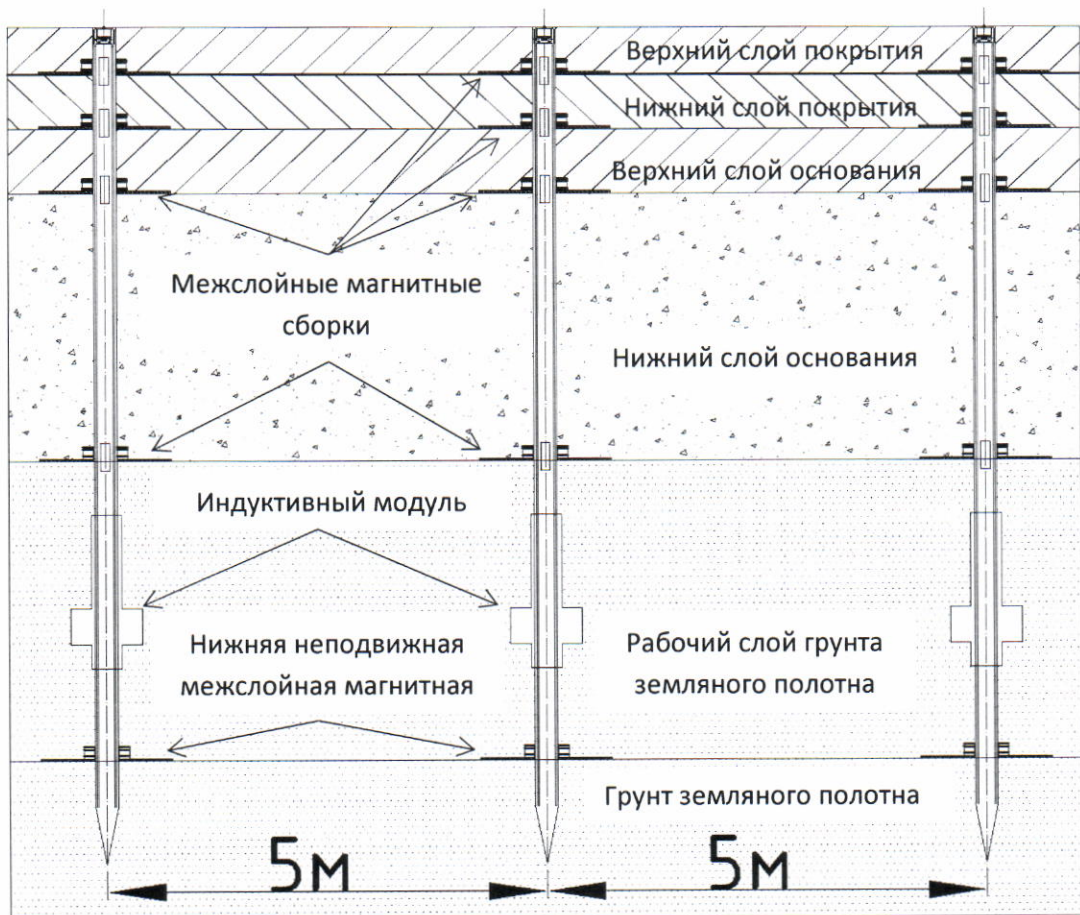 Верхний слой покрытия
Нижний слой покрытия
Верхний слой основания
Межслойные магнитные
сборки
Нижний слой основания
Индуктивный модуль
Нижняя неподвижная
межслойная магнитная
Рабочий слой грунта
земляного полотна
Грунт земляного полотна
5м
5м